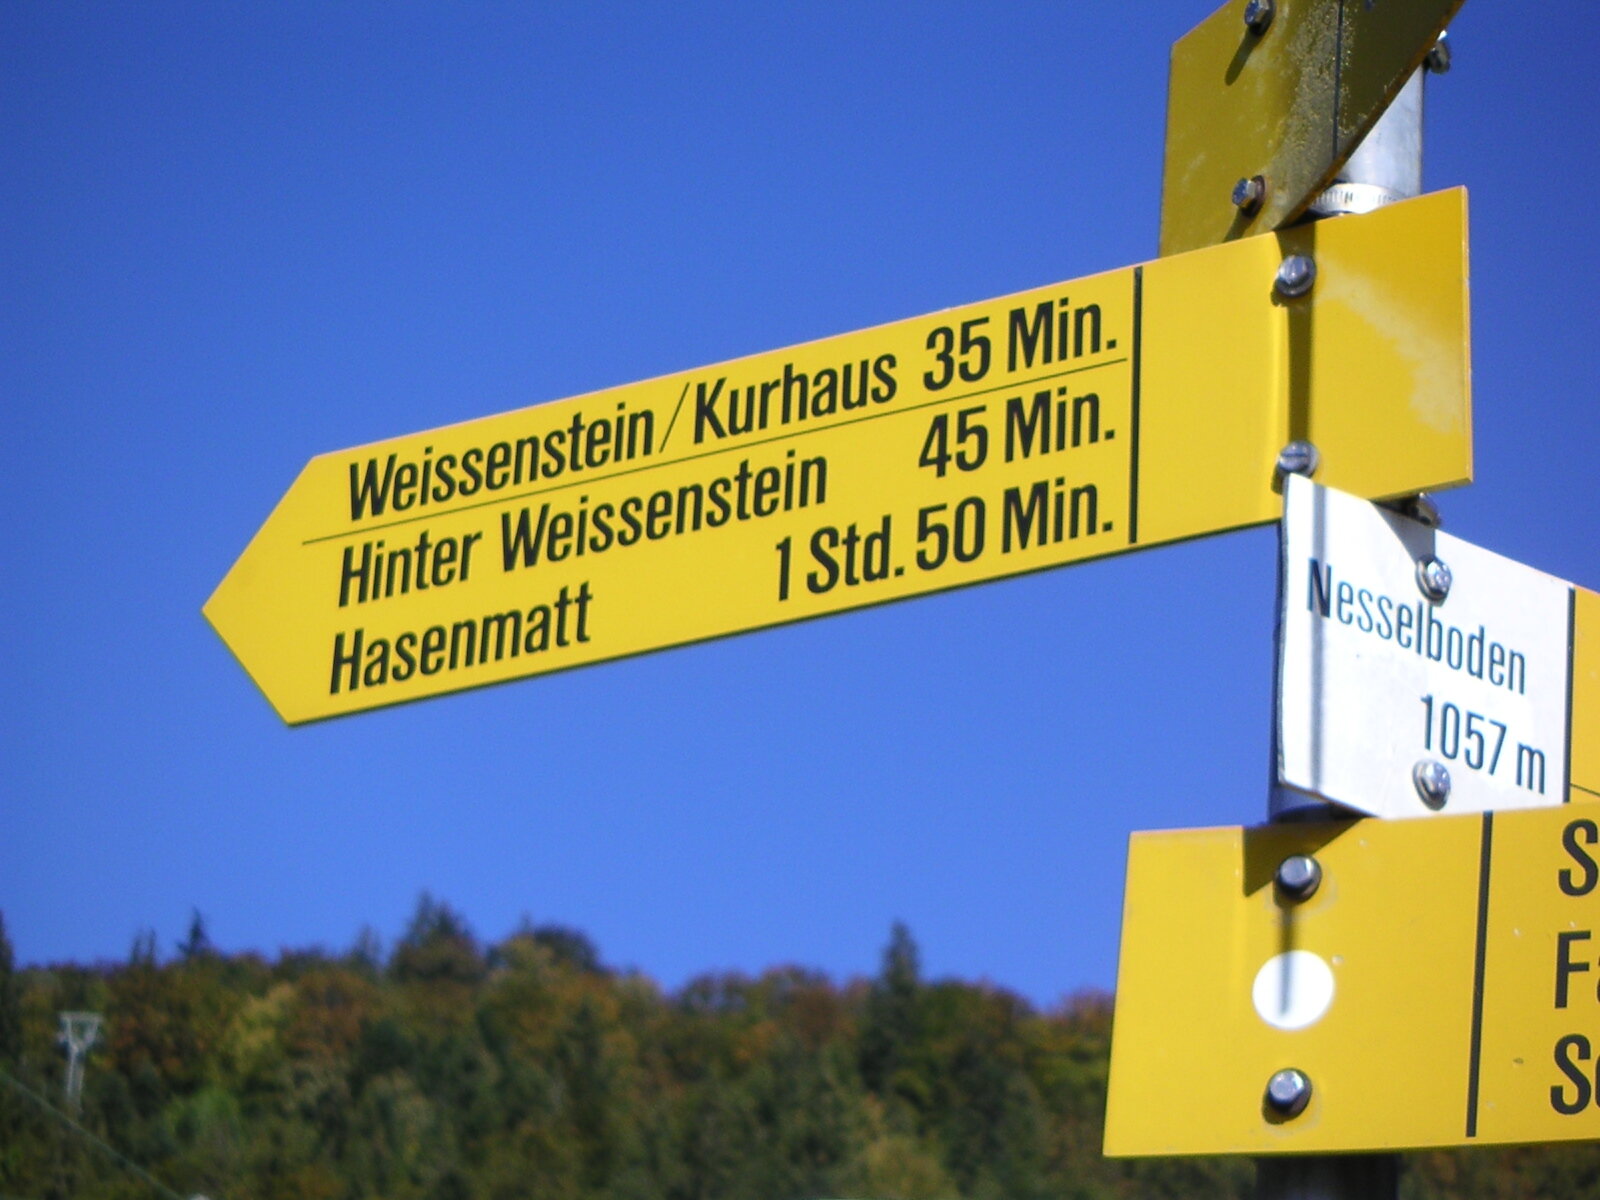 Weissenstein/Kurhaus 35 Min.
Hinter Weissenstein 45 Min.
Hasenmatt 1 Std. 50 Min.
Nesselboden
1057 m